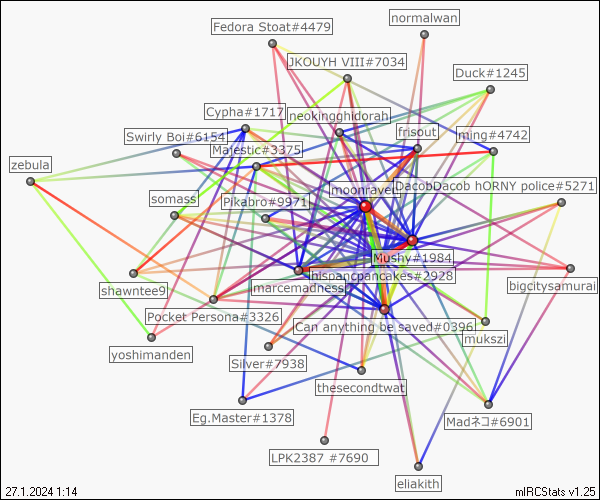 normalwan
Fedora Stoat#4479
JKOUYH VIII#7034
Duck#1245
Cypha#1717
neokingghidorah
frisout
ming#4742
Swirly Boi#6154
Majestic#3375
zebula
moonravel
DacobDacob hORNY police#5271
somass
Pikabro#9971
Mushy#1984
hispancpancakes#2928
marcemadness
bigcitysamurai
shawntee9
Pocket Persona#3326
Can anything be saved#0396
mukszi
yoshimanden
Silver#7938
thesecondtwat
Eg.Master#1378
Madネコ#6901
LPK2387 #7690
eliakith
27.1.2024 1:14
mIRCStats v1.25